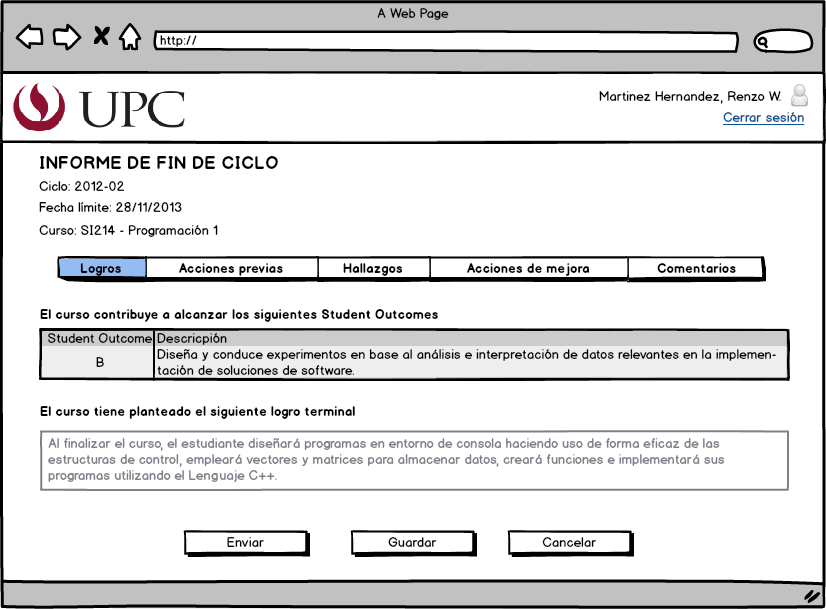 A Web Page
http://
UPC
Martinez Hernandez, Renzo W.
Cerrar sesión
INFORME DE FIN DE CICLO
Ciclo: 2012-02
Fecha límite: 28/11/2013
Curso: SI214 - Programación 1
Logros Acciones previas Hallazgos Acciones de mejora Comentarios
El curso contribuye a alcanzar los siguientes Student Outcomes
Student Outcome Descricpión
B Diseña y conduce experimentos en base al análisis e interpretación de datos relevantes en la implemen-
tación de soluciones de software.
El curso tiene planteado el siguiente logro terminal
Al finalizar el curso, el estudiante diseñará programas en entorno de consola haciendo uso de forma eficaz de las
estructuras de control, empleará vectores y matrices para almacenar datos, creará funciones e implementará sus
programas utilizando el Lenguaje C++.
Enviar Guardar Cancelar